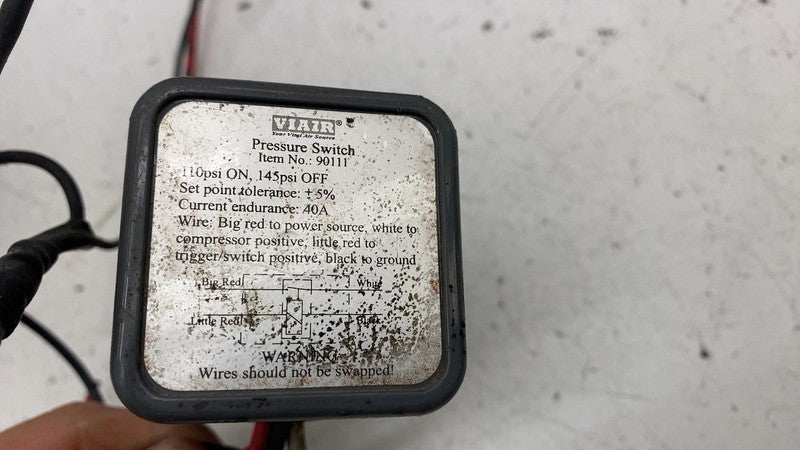 VIAIR®
Your Vital Air Source
Pressure Switch
Item No.: 90111
110psi ON, 145psi OFF
Set point tolerance: ±5%
Current endurance: 40A
Wire: Big red to power source, white to
compressor positive, little red to
trigger/switch positive, black to ground
Big Red White
Little Red Black
WARNING
Wires should not be swapped!